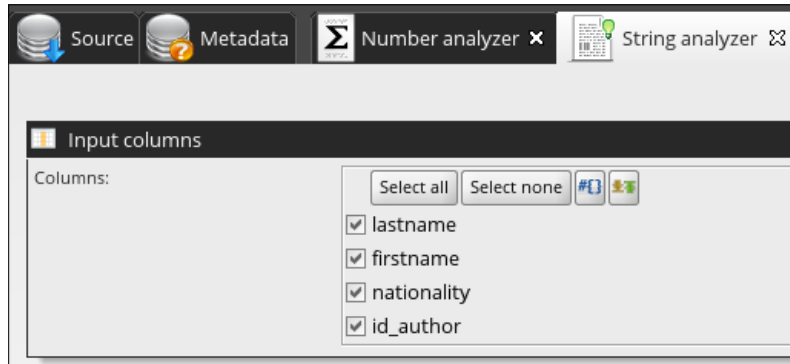 Source Metadata Number analyzer String analyzer
Input columns
Columns:
Select all Select none #{}
lastname
firstname
nationality
id_author